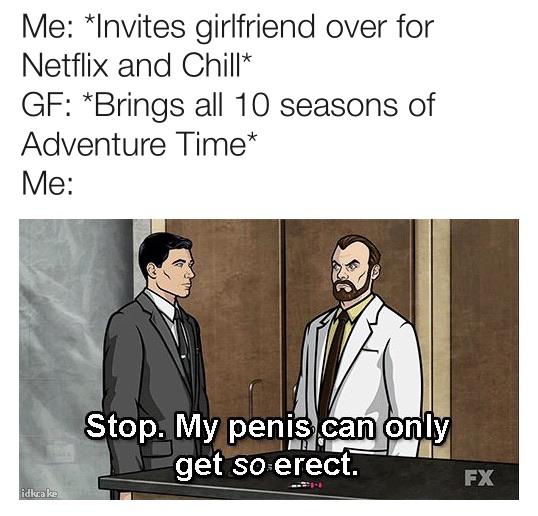 Me: *Invites girlfriend over for
Netflix and Chill*
GF: *Brings all 10 seasons of
Adventure Time*
Me:
Stop. My penis can only
get so erect.
FX
idkcake